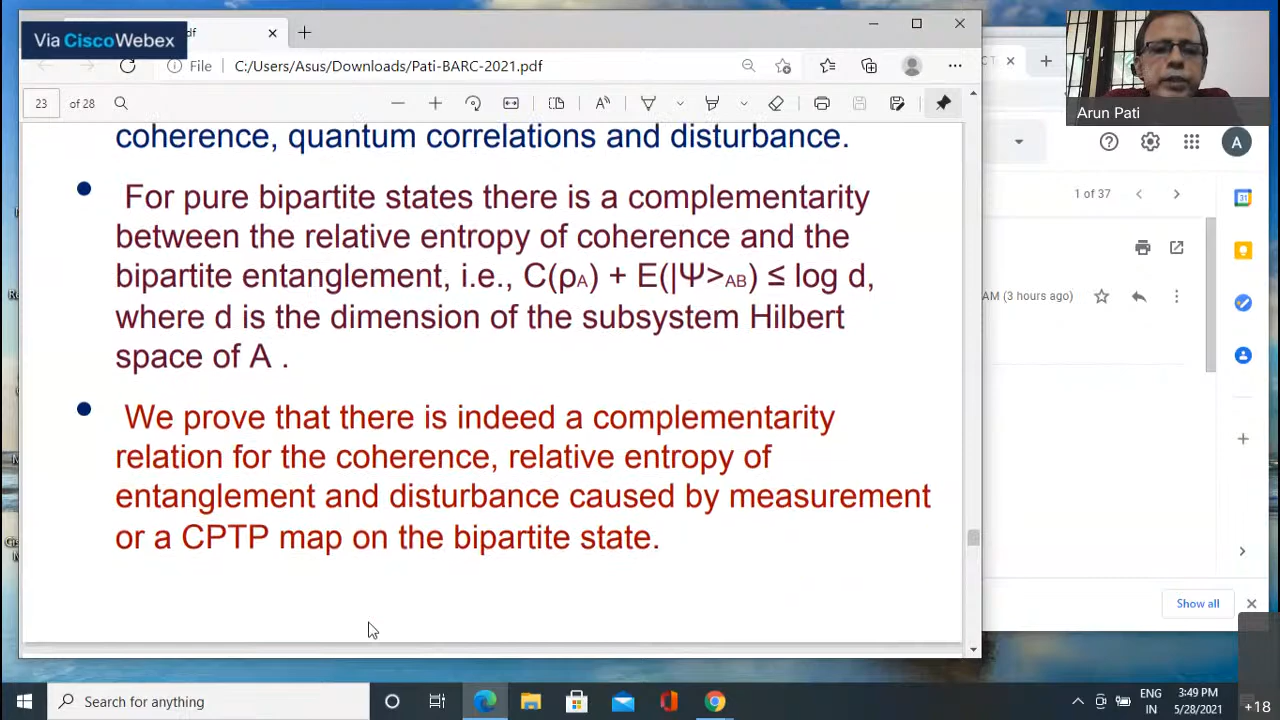 Via Cisco Webex
df
File
C:/Users/Asus/Downloads/Pati-BARC-2021.pdf
23 of 28
coherence, quantum correlations and disturbance.
For pure bipartite states there is a complementarity
between the relative entropy of coherence and the
bipartite entanglement, i.e., C(ρA) + E(|Ψ>AB) ≤ log d,
where d is the dimension of the subsystem Hilbert
space of A .
We prove that there is indeed a complementarity
relation for the coherence, relative entropy of
entanglement and disturbance caused by measurement
or a CPTP map on the bipartite state.
Arun Pati
A
1 of 37
31
AM (3 hours ago)
Show all
Search for anything
ENG
IN
3:49 PM
5/28/2021
+18